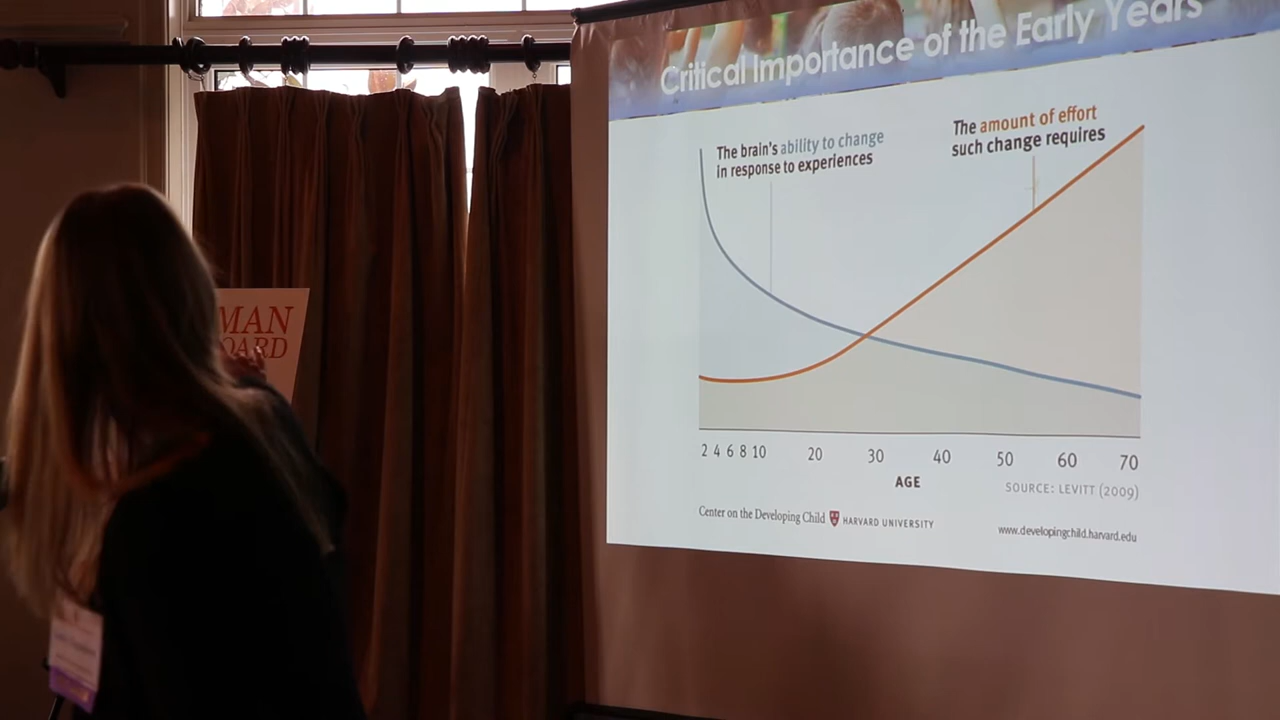 Critical Importance of the Early Years
The brain's ability to change
in response to experiences
The amount of effort
such change requires
2 4 6 8 10 20 30 40 50 60 70
AGE
SOURCE: LEVITT (2009)
Center on the Developing Child HARVARD UNIVERSITY
www.developingchild.harvard.edu
MAN
OARD